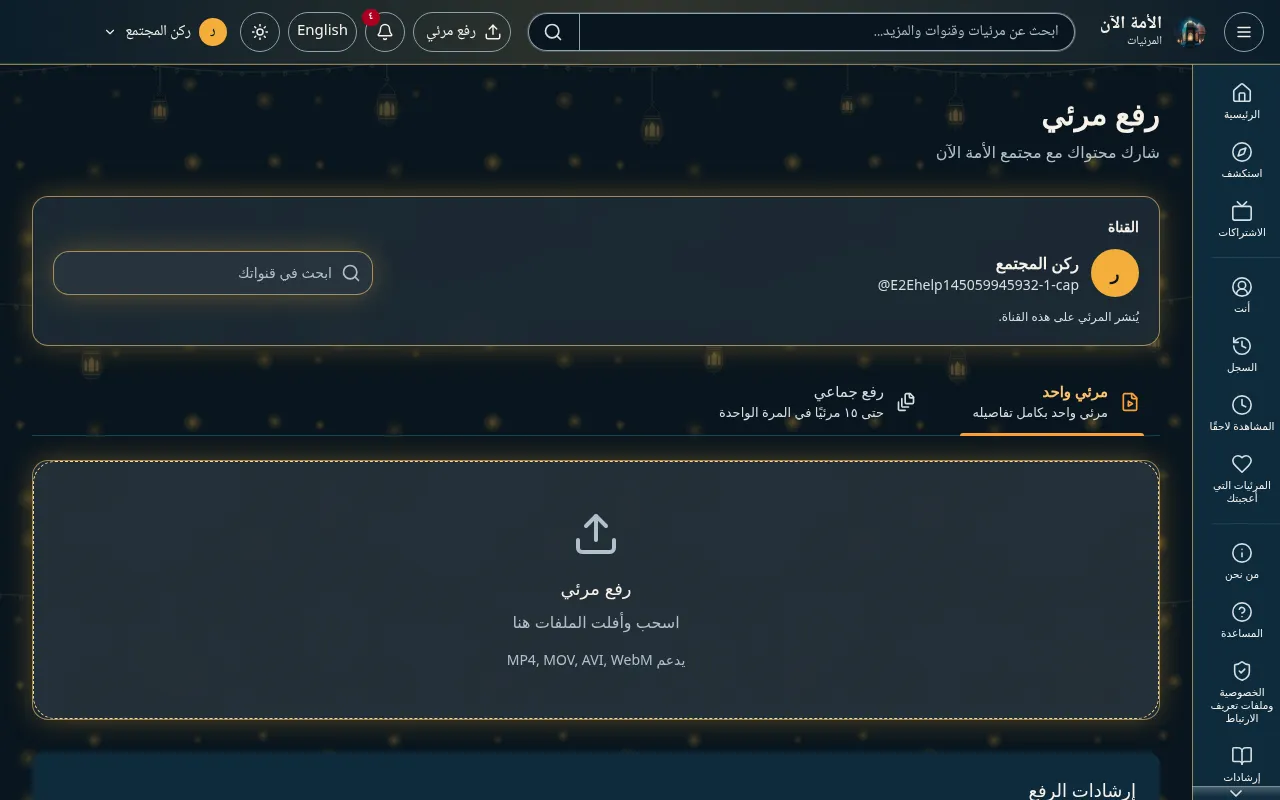 الأمة الآن
المرئيات
ابحث عن مرئيات وقنوات والمزيد...
رفع مرئي
٤
English
ر
ركن المجتمع
الرئيسية
استكشف
الاشتراكات
أنت
السجل
المشاهدة لاحقًا
المرئيات التي
أعجبتك
من نحن
المساعدة
الخصوصية
وملفات تعريف
الارتباط
إرشادات
رفع مرئي
شارك محتواك مع مجتمع الأمة الآن
القناة
ر
ركن المجتمع
@E2Ehelp145059945932-1-cap
يُنشر المرئي على هذه القناة.
ابحث في قنواتك
مرئي واحد
مرئي واحد بكامل تفاصيله
رفع جماعي
حتى ١٥ مرئيًا في المرة الواحدة
رفع مرئي
اسحب وأفلت الملفات هنا
يدعم MP4, MOV, AVI, WebM
إرشادات الرفع